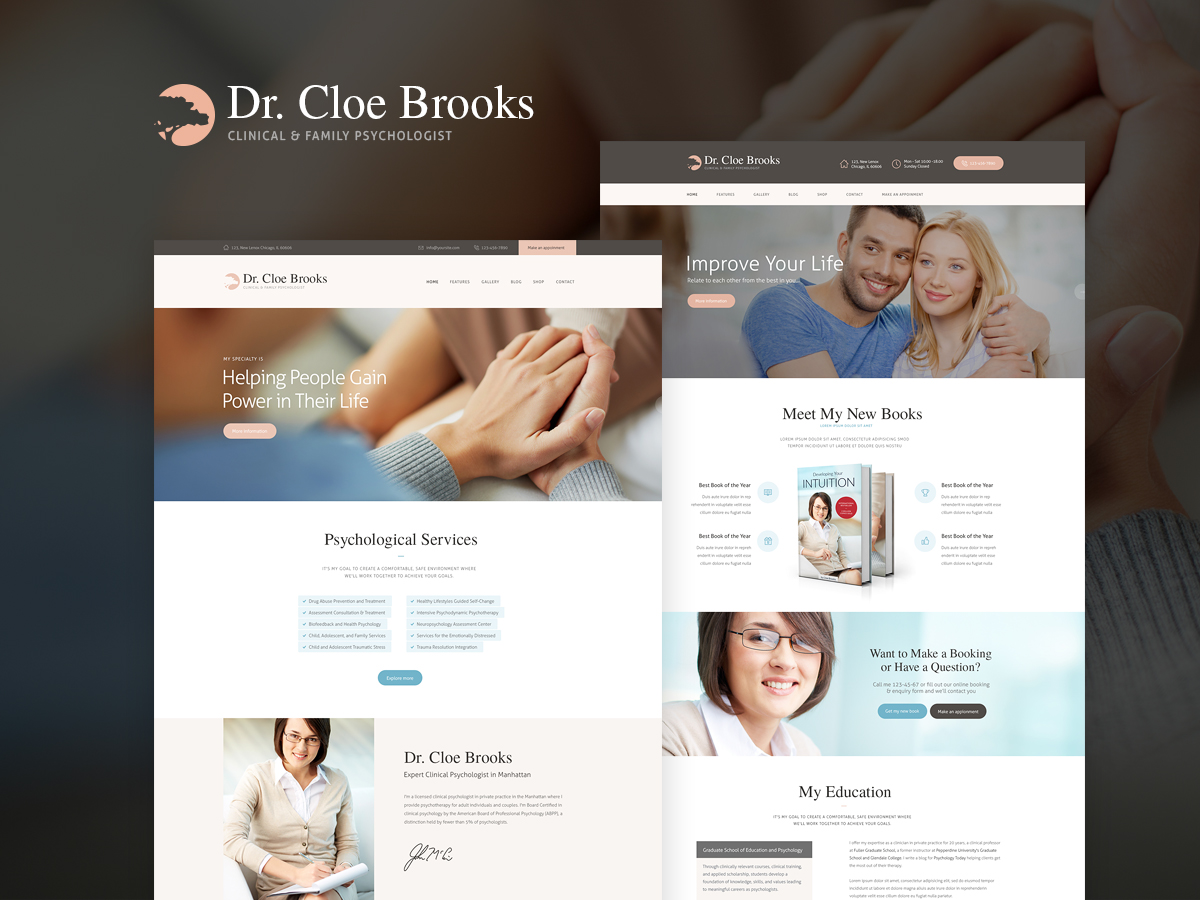 Dr. Cloe Brooks
CLINICAL & FAMILY PSYCHOLOGIST
123, New Lenox Chicago, IL 60606
info@yoursite.com
123-456-7890
Make an appoinment
Dr. Cloe Brooks
CLINICAL & FAMILY PSYCHOLOGIST
HOME FEATURES GALLERY BLOG SHOP CONTACT
MY SPECIALTY IS
Helping People Gain
Power in Their Life
More Information
Psychological Services
IT'S MY GOAL TO CREATE A COMFORTABLE, SAFE ENVIRONMENT WHERE
WE'LL WORK TOGETHER TO ACHIEVE YOUR GOALS.
Drug Abuse Prevention and Treatment
Assessment Consultation & Treatment
Biofeedback and Health Psychology
Child, Adolescent, and Family Services
Child and Adolescent Traumatic Stress
Healthy Lifestyles Guided Self-Change
Intensive Psychodynamic Psychotherapy
Neuropsychology Assessment Center
Services for the Emotionally Distressed
Trauma Resolution Integration
Explore more
Dr. Cloe Brooks
Expert Clinical Psychologist in Manhattan
I'm a licensed clinical psychologist in private practice in the Manhattan where I
provide psychotherapy for adult individuals and couples. I'm Board Certified in
clinical psychology by the American Board of Professional Psychology (ABPP), a
distinction held by fewer than 5% of psychologists.
Dr. Cloe Brooks
CLINICAL & FAMILY PSYCHOLOGIST
123, New Lenox
Chicago, IL 60606
Mon - Sat 10:00 -18:00
Sunday Closed
123-456-7890
HOME FEATURES GALLERY BLOG SHOP CONTACT MAKE AN APPOINMENT
Improve Your Life
Relate to each other from the best in you...
More Information
Meet My New Books
LOREM IPSUM DOLOR SIT AMET
LOREM IPSUM DOLOR SIT AMET, CONSECTETUR ADIPISICING SMOD
TEMPOR INCIDIDUNT UT LABORE ET DOLORE QUIS NOSTRU
Best Book of the Year
Duis aute irure dolor in rep
rehenderit in voluptate velit esse
cillum dolore eu fugiat nulla
Best Book of the Year
Duis aute irure dolor in repreh
enderit in voluptate velit esse
cillum dolore eu fugiat nulla
Developing Your
INTUITION
Best Book of the Year
Duis aute irure dolor in rep
rehenderit in voluptate velit esse
cillum dolore eu fugiat nulla
Best Book of the Year
Duis aute irure dolor in repreh
enderit in voluptate velit esse
cillum dolore eu fugiat nulla
Want to Make a Booking
or Have a Question?
Call me 123-45-67 or fill out our online booking
& enquiry form and we'll contact you
Get my new book
Make an appionment
My Education
IT'S MY GOAL TO CREATE A COMFORTABLE, SAFE ENVIRONMENT WHERE
WE'LL WORK TOGETHER TO ACHIEVE YOUR GOALS.
Graduate School of Education and Psychology
Through clinically relevant courses, clinical training,
and applied scholarship, students develop a
foundation of knowledge, skills, and values leading
to meaningful careers as psychologists.
I offer my expertise as a clinician in private practice for 20 years, a clinical professor
at Fuller Graduate School, a former instructor at Pepperdine University's Graduate
School and Glendale College. I write a blog for Psychology Today helping clients get
the most out of their therapy.
Lorem ipsum dolor sit amet, consectetur adipisicing elit, sed do eiusmod tempor
incididunt ut labore et dolore magna aliuis aute irure dolor in reprehenderit
voluptate velit esse cillum dolore eu fugiat nulla pariatur.